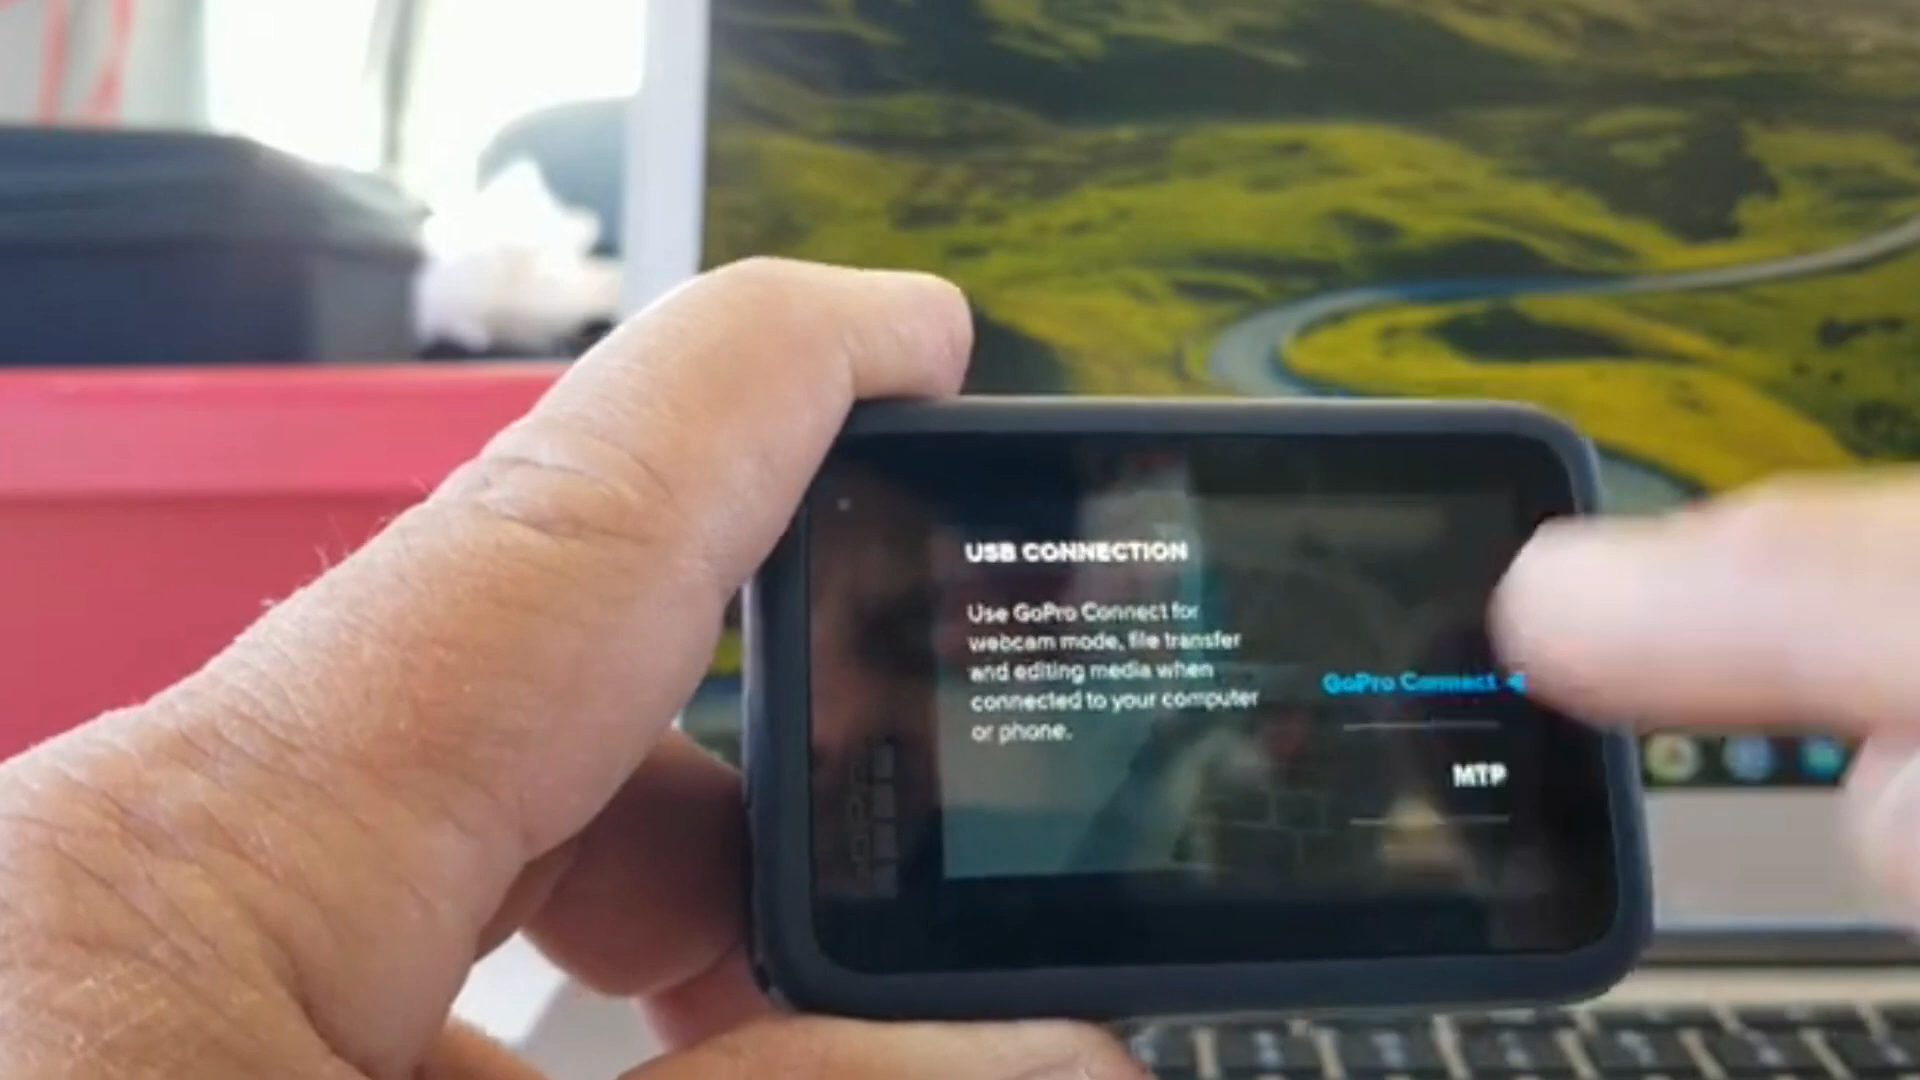 USB CONNECTION
Use GoPro Connect for
webcam mode, file transfer
and editing media when
connected to your computer
or phone.
GoPro Connect
MTP